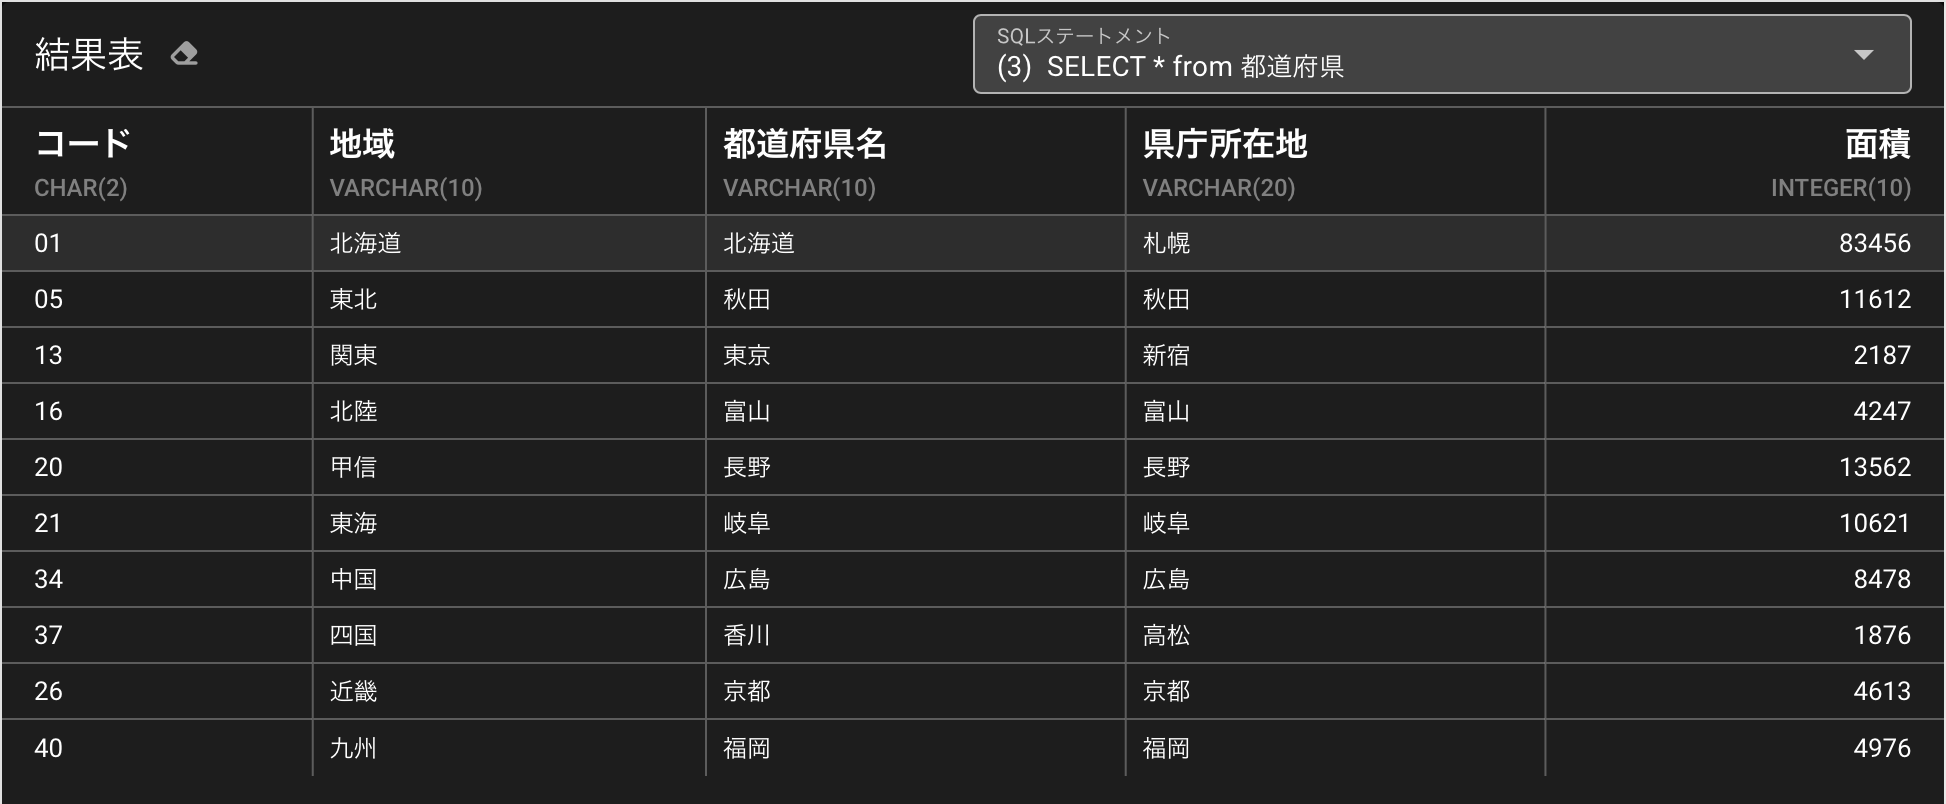 結果表
SQLステートメント
(3) SELECT * from 都道府県
コード 地域 都道府県名 県庁所在地 面積
CHAR(2) VARCHAR(10) VARCHAR(10) VARCHAR(20) INTEGER(10)
01 北海道 北海道 札幌 83456
05 東北 秋田 秋田 11612
13 関東 東京 新宿 2187
16 北陸 富山 富山 4247
20 甲信 長野 長野 13562
21 東海 岐阜 岐阜 10621
34 中国 広島 広島 8478
37 四国 香川 高松 1876
26 近畿 京都 京都 4613
40 九州 福岡 福岡 4976